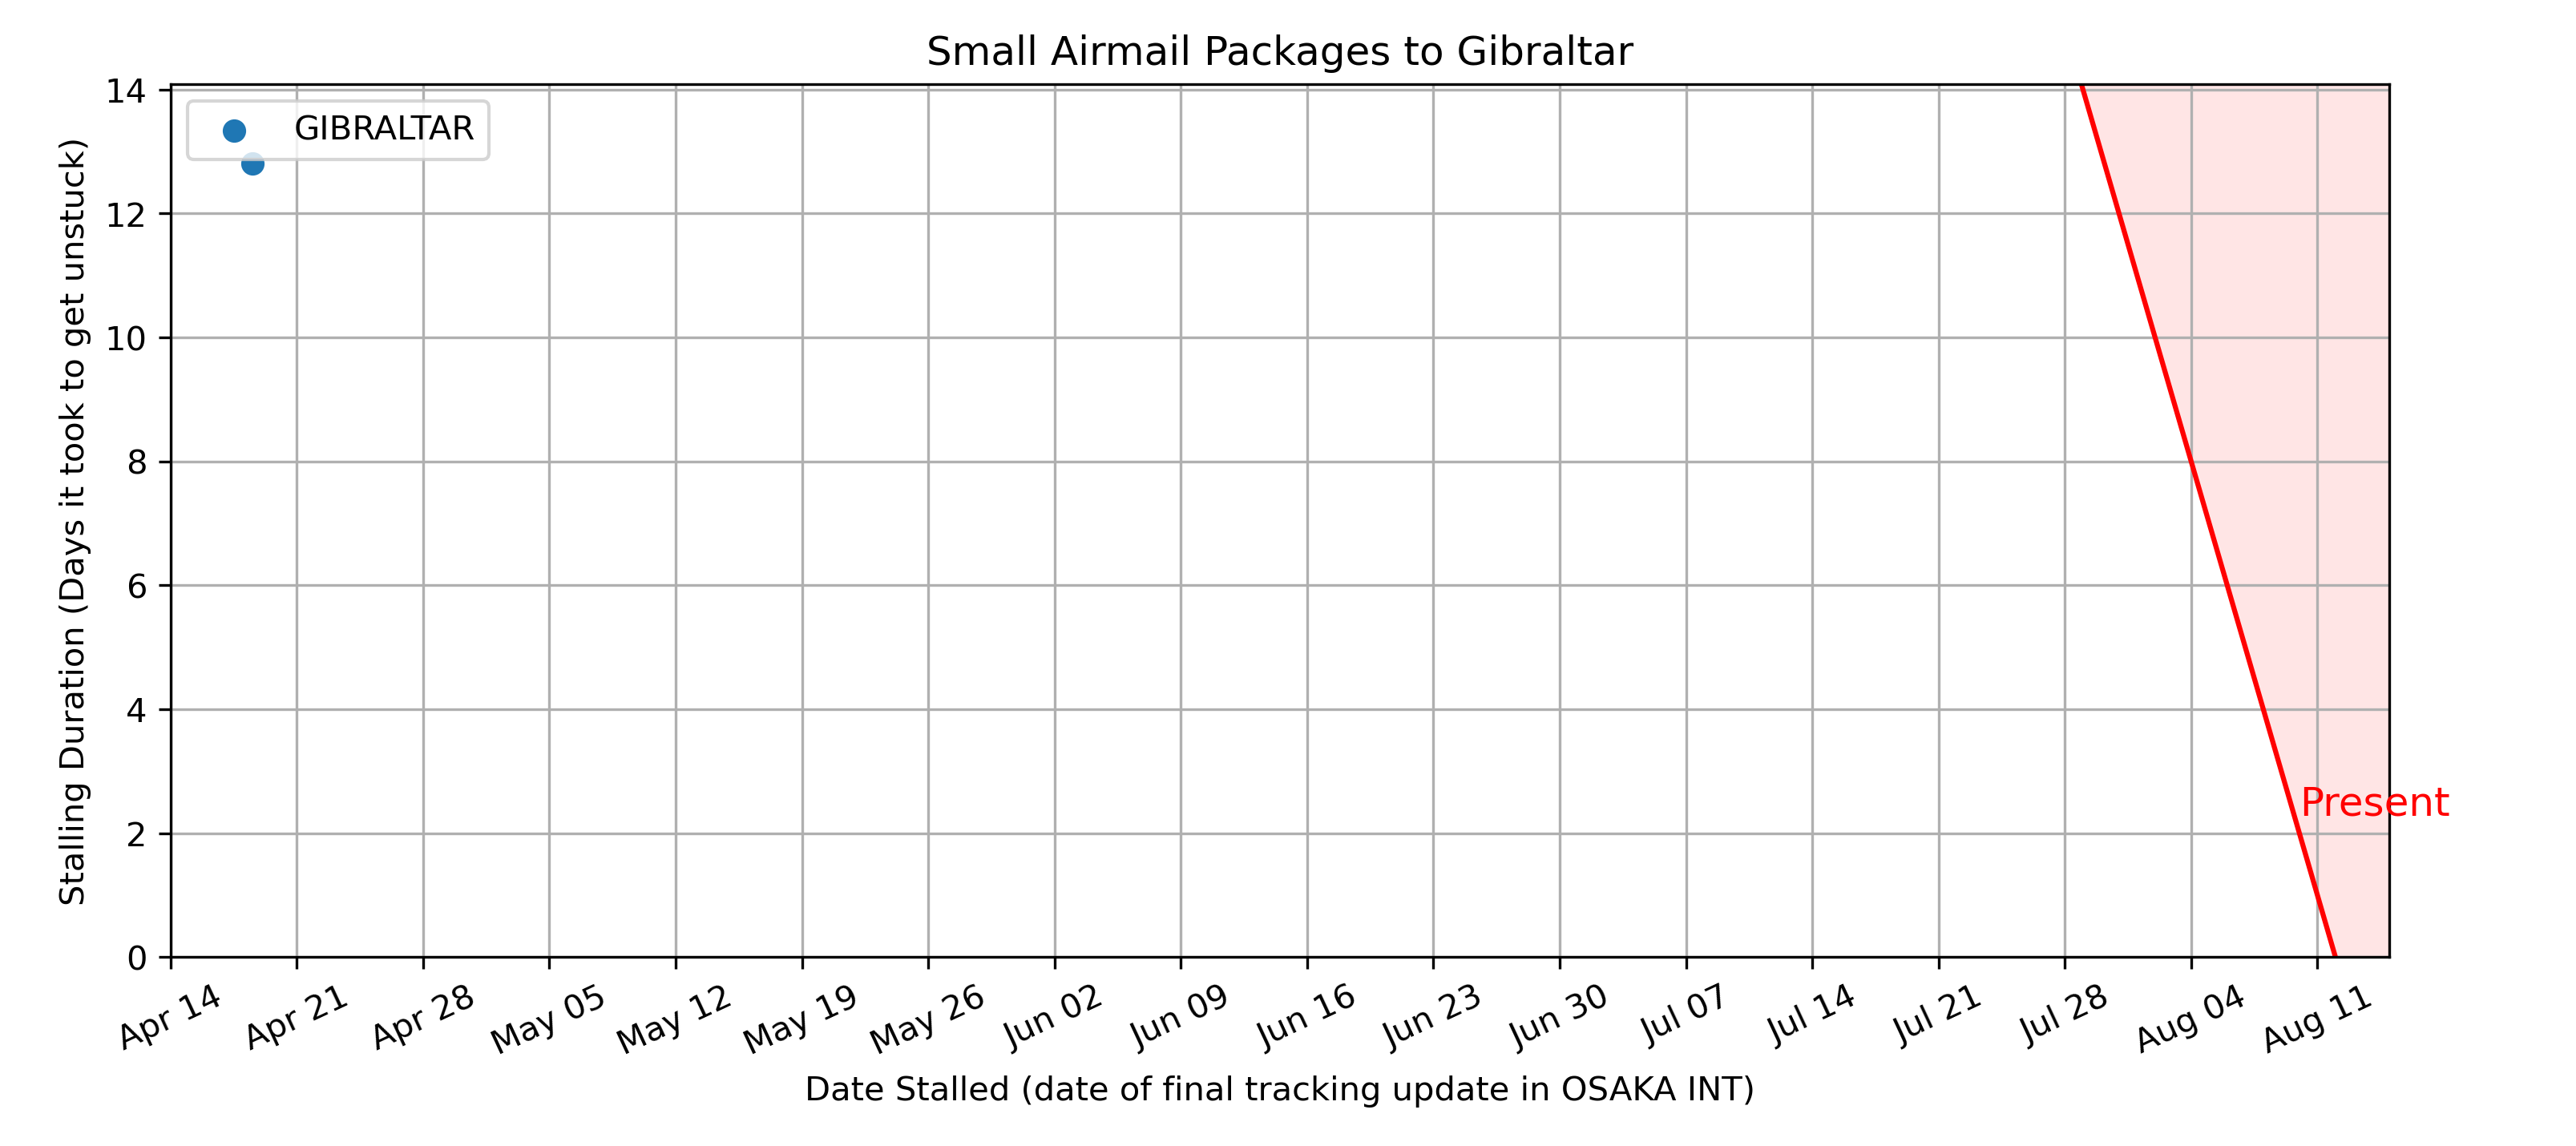 Small Airmail Packages to Gibraltar
GIBRALTAR
14
12
10
8
6
4
2
0
Stalling Duration (Days it took to get unstuck)
Present
Apr 14
Apr 21
Apr 28
May 05
May 12
May 19
May 26
Jun 02
Jun 09
Jun 16
Jun 23
Jun 30
Jul 07
Jul 14
Jul 21
Jul 28
Aug 04
Aug 11
Date Stalled (date of final tracking update in OSAKA INT)